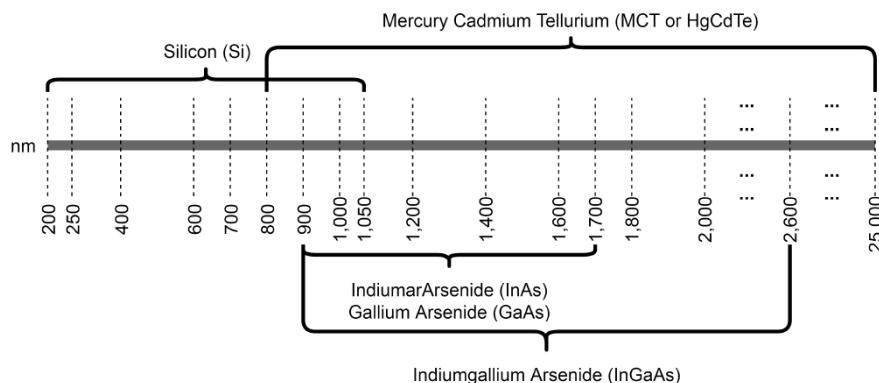 Mercury Cadmium Tellurium (MCT or HgCdTe)
Silicon (Si)
... ...
... ...
nm
... ...
... ...
200 250 400 600 700 800 900 1,000 1,050 1,200 1,400 1,600 1,700 1,800 2,000 2,600 25,000
IndiumarArsenide (InAs)
Gallium Arsenide (GaAs)
Indiumgallium Arsenide (InGaAs)